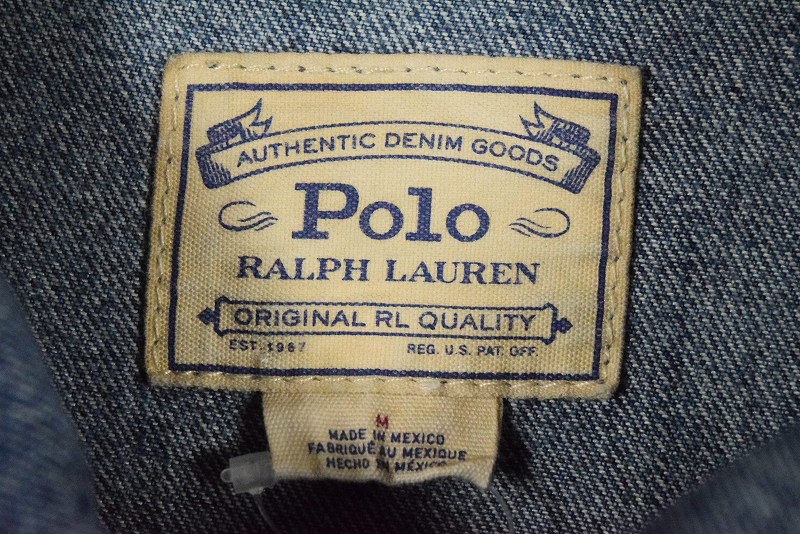 AUTHENTIC DENIM GOODS
Polo
RALPH LAUREN
ORIGINAL RL QUALITY
EST. 1967 REG. U.S. PAT. OFF.
M
MADE IN MEXICO
FABRIQUÉ AU MEXIQUE
HECHO EN MÉXICO